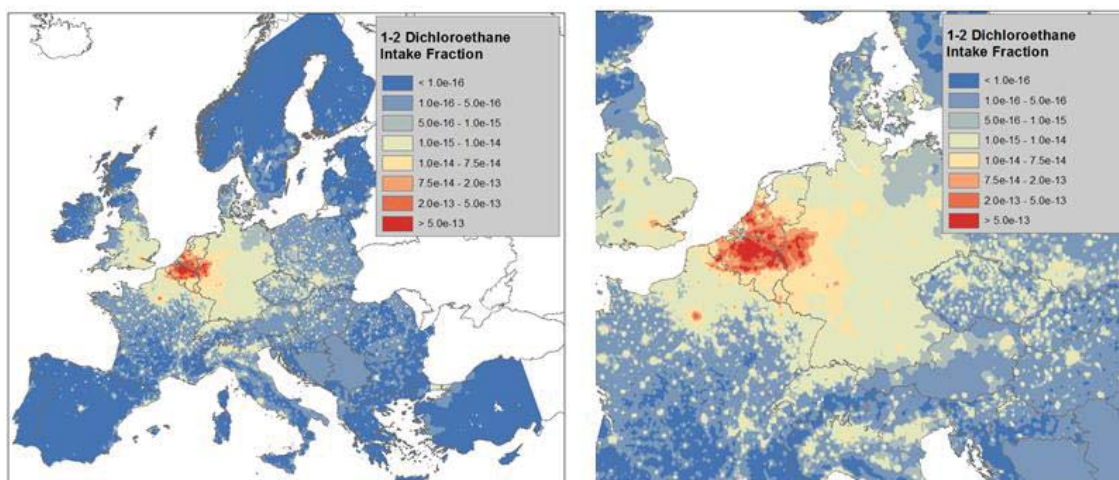 1-2 Dichloroethane
Intake Fraction
< 1.0e-16
1.0e-16 - 5.0e-16
5.0e-16 - 1.0e-15
1.0e-15 - 1.0e-14
1.0e-14 - 7.5e-14
7.5e-14 - 2.0e-13
2.0e-13 - 5.0e-13
> 5.0e-13
1-2 Dichloroethane
Intake Fraction
< 1.0e-16
1.0e-16 - 5.0e-16
5.0e-16 - 1.0e-15
1.0e-15 - 1.0e-14
1.0e-14 - 7.5e-14
7.5e-14 - 2.0e-13
2.0e-13 - 5.0e-13
> 5.0e-13